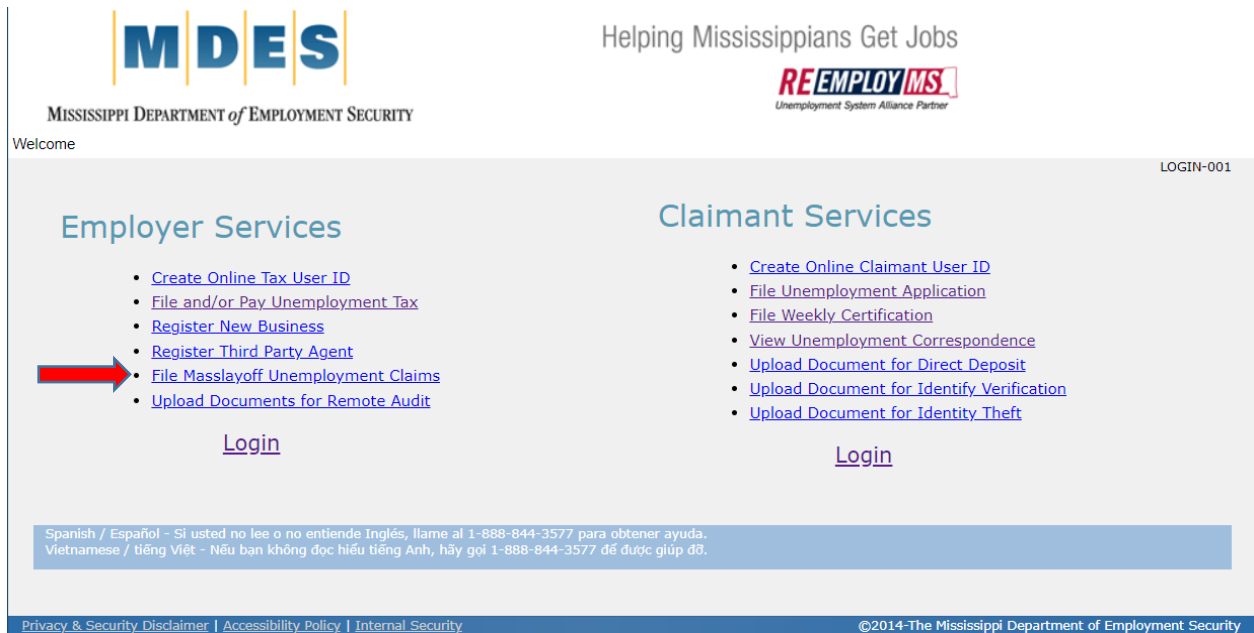 MDES
MISSISSIPPI DEPARTMENT of EMPLOYMENT SECURITY
Helping Mississippians Get Jobs
REEMPLOY MS
Unemployment System Alliance Partner
Welcome
LOGIN-001
Employer Services
Create Online Tax User ID
File and/or Pay Unemployment Tax
Register New Business
Register Third Party Agent
File Masslayoff Unemployment Claims
Upload Documents for Remote Audit
Login
Claimant Services
Create Online Claimant User ID
File Unemployment Application
File Weekly Certification
View Unemployment Correspondence
Upload Document for Direct Deposit
Upload Document for Identify Verification
Upload Document for Identity Theft
Login
Spanish / Español - Si usted no lee o no entiende Inglés, llame al 1-888-844-3577 para obtener ayuda.
Vietnamese / tiếng Việt - Nếu bạn không đọc hiểu tiếng Anh, hãy gọi 1-888-844-3577 để được giúp đỡ.
Privacy & Security Disclaimer | Accessibility Policy | Internal Security
©2014-The Mississippi Department of Employment Security